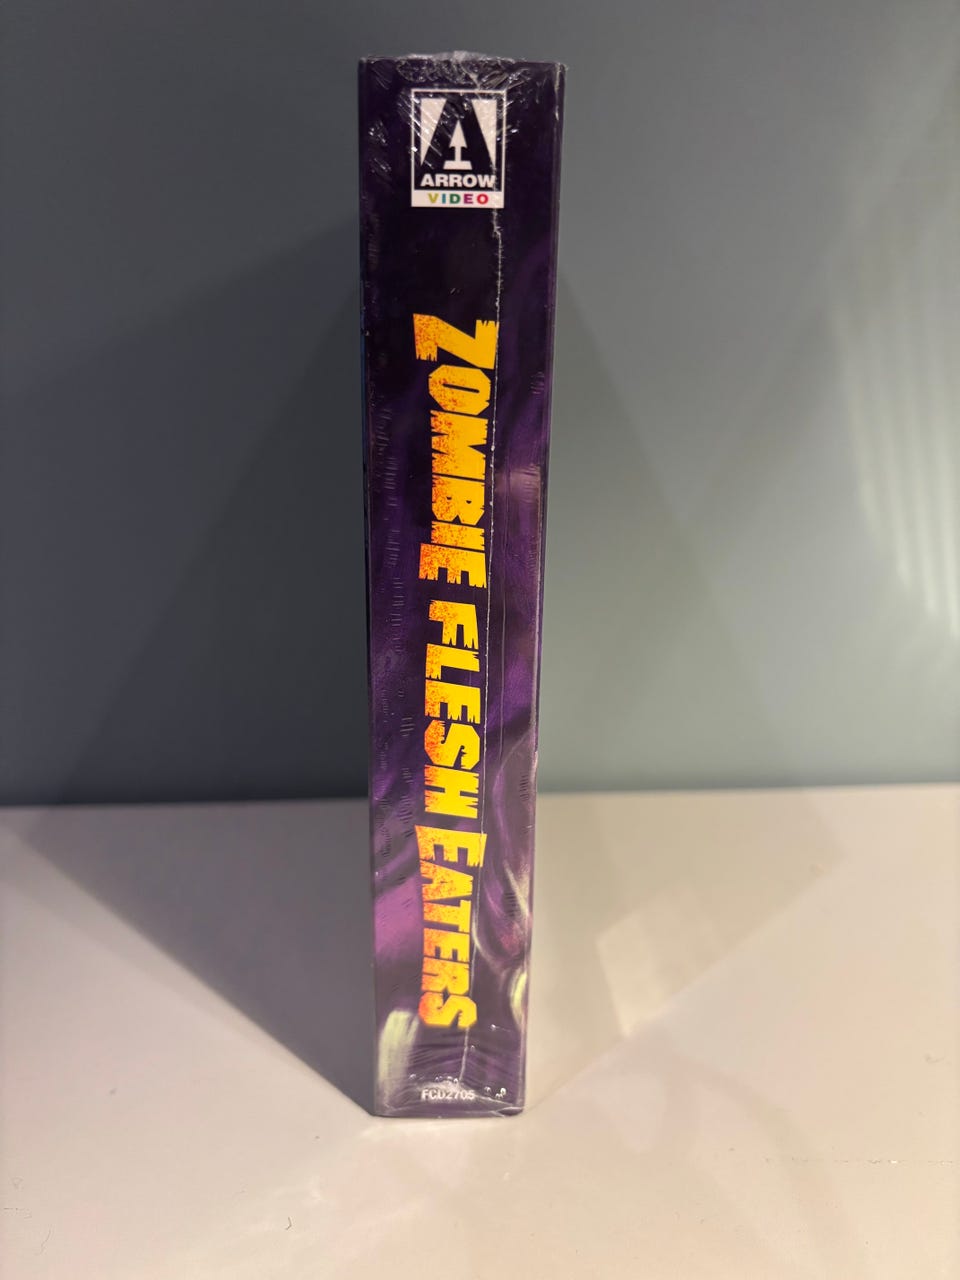 A
ARROW
VIDEO
ZOMBIE FLESH EATERS
FCD2705